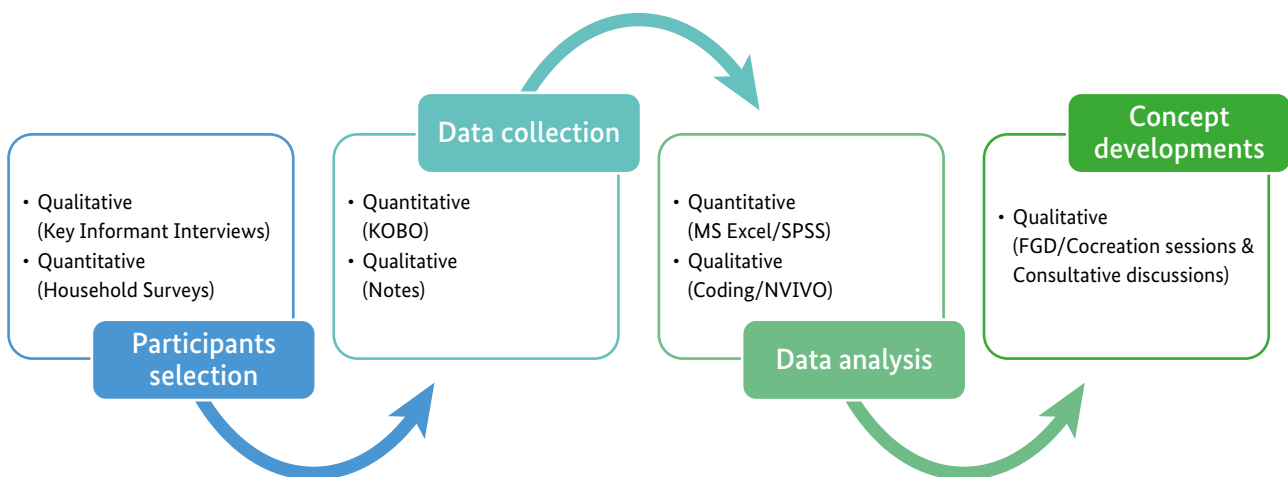 • Qualitative
(Key Informant Interviews)
• Quantitative
(Household Surveys)
Participants
selection
Data collection
• Quantitative
(KOBO)
• Qualitative
(Notes)
• Quantitative
(MS Excel/SPSS)
• Qualitative
(Coding/NVIVO)
Data analysis
Concept
developments
• Qualitative
(FGD/Cocreation sessions &
Consultative discussions)